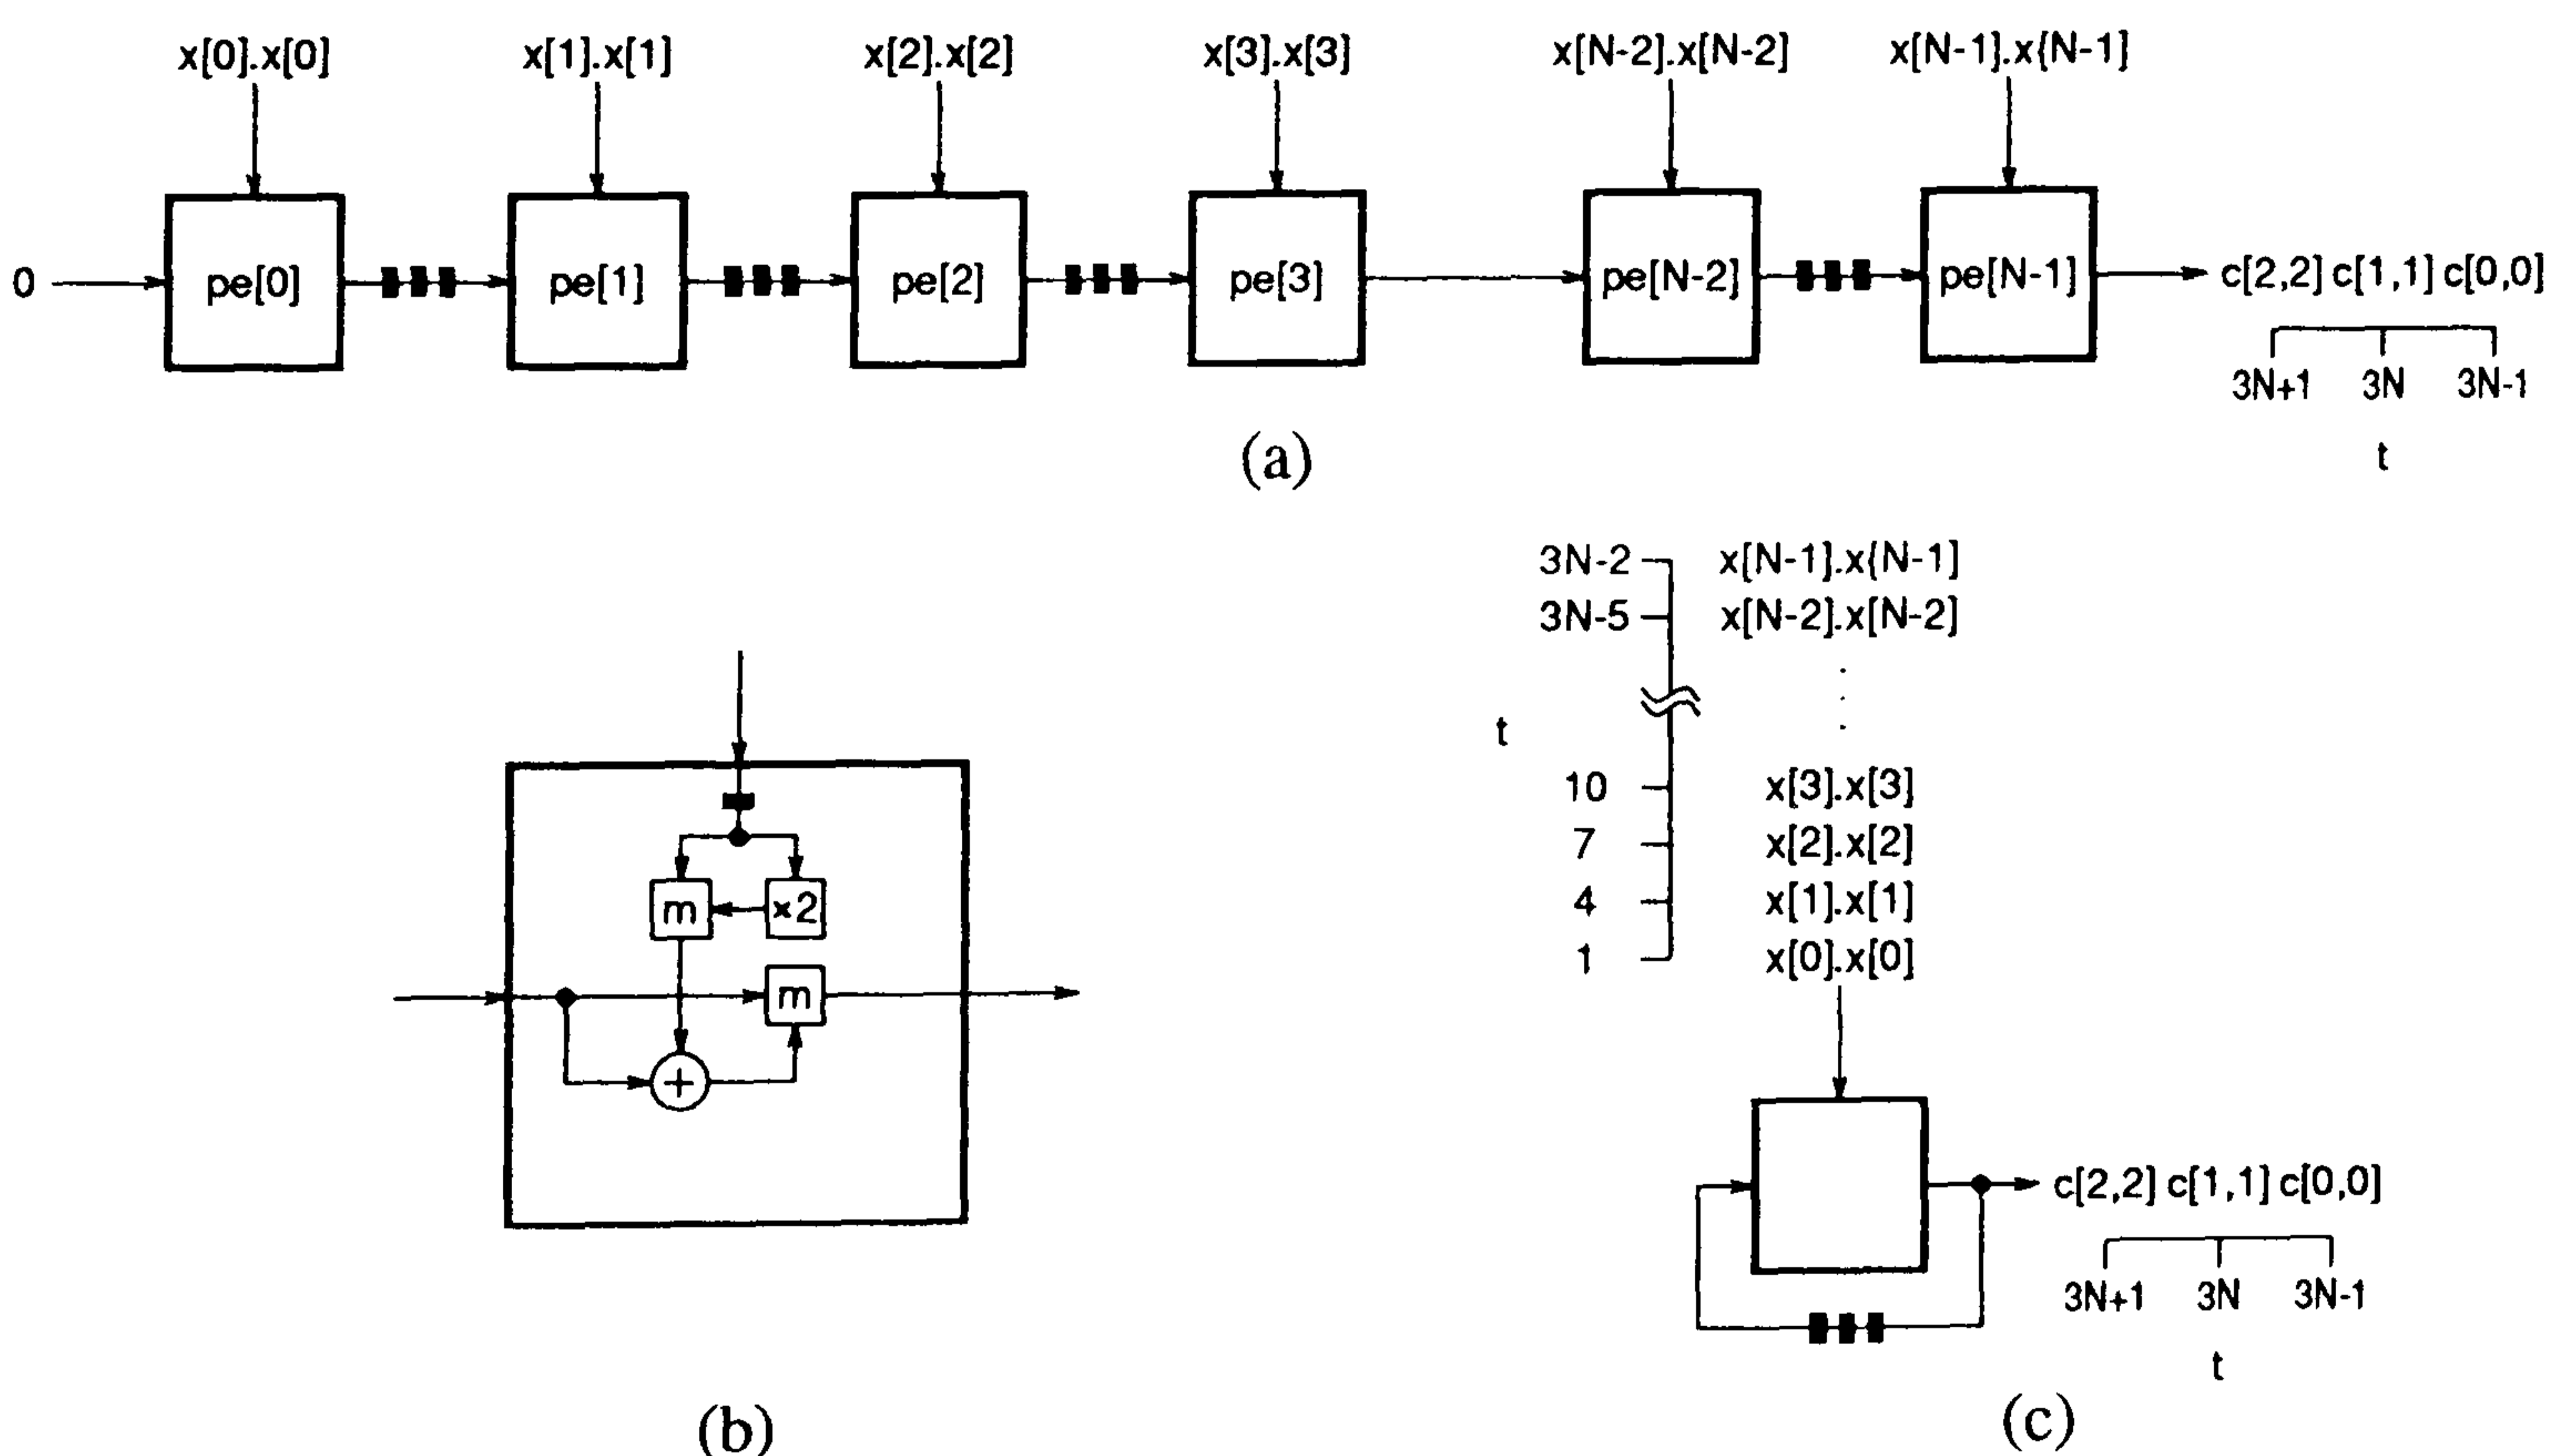 x[0].x[0] x[1].x[1] x[2].x[2] x[3].x[3] x[N-2].x[N-2] x[N-1].x{N-1]
0 pe[0] pe[1] pe[2] pe[3] pe[N-2] pe[N-1] c[2,2] c[1,1] c[0,0]
3N+1 3N 3N-1
t
(a)
m x2
m
+
(b)
3N-2 x[N-1].x{N-1]
3N-5 x[N-2].x[N-2]
t
10 x[3].x[3]
7 x[2].x[2]
4 x[1].x[1]
1 x[0].x[0]
c[2,2] c[1,1] c[0,0]
3N+1 3N 3N-1
t
(c)